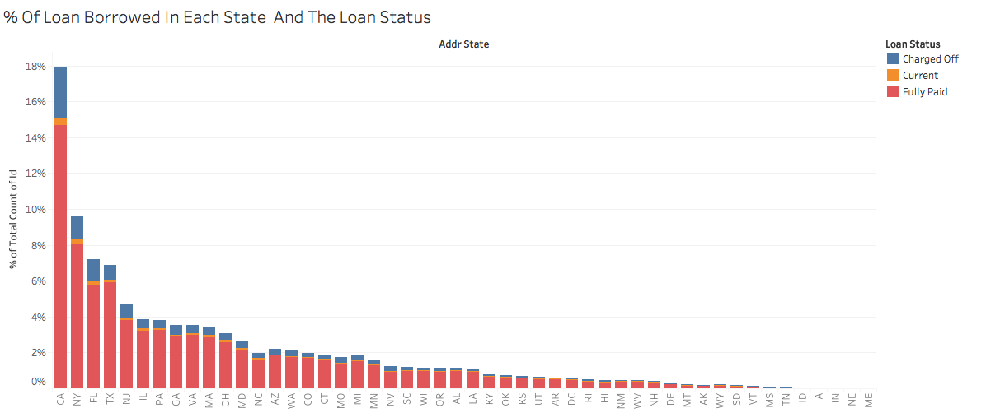 % Of Loan Borrowed In Each State And The Loan Status
Addr State
Loan Status
Charged Off
Current
Fully Paid
% of Total Count of Id
18%
16%
14%
12%
10%
8%
6%
4%
2%
0%
CA NY FL TX NJ IL PA GA VA MA OH MD NC AZ WA CO CT MO MI MN NV SC WI OR AL LA KY OK KS UT AR DC RI HI NM WV NH DE MT AK WY SD VT MS TN ID IA IN NE ME